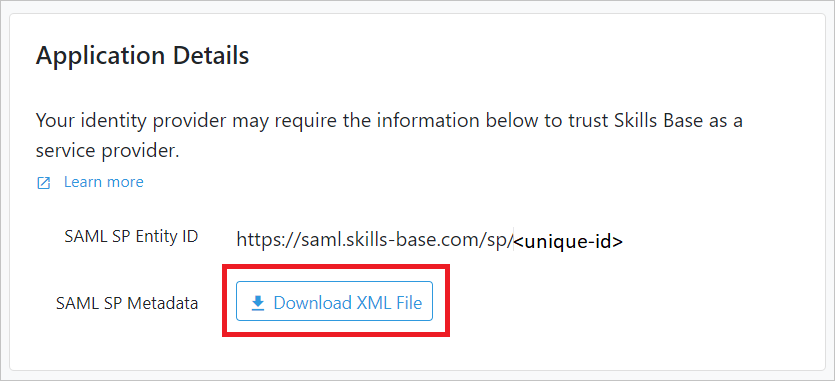 Application Details
Your identity provider may require the information below to trust Skills Base as a
service provider.
Learn more
SAML SP Entity ID https://saml.skills-base.com/sp/<unique-id>
SAML SP Metadata Download XML File